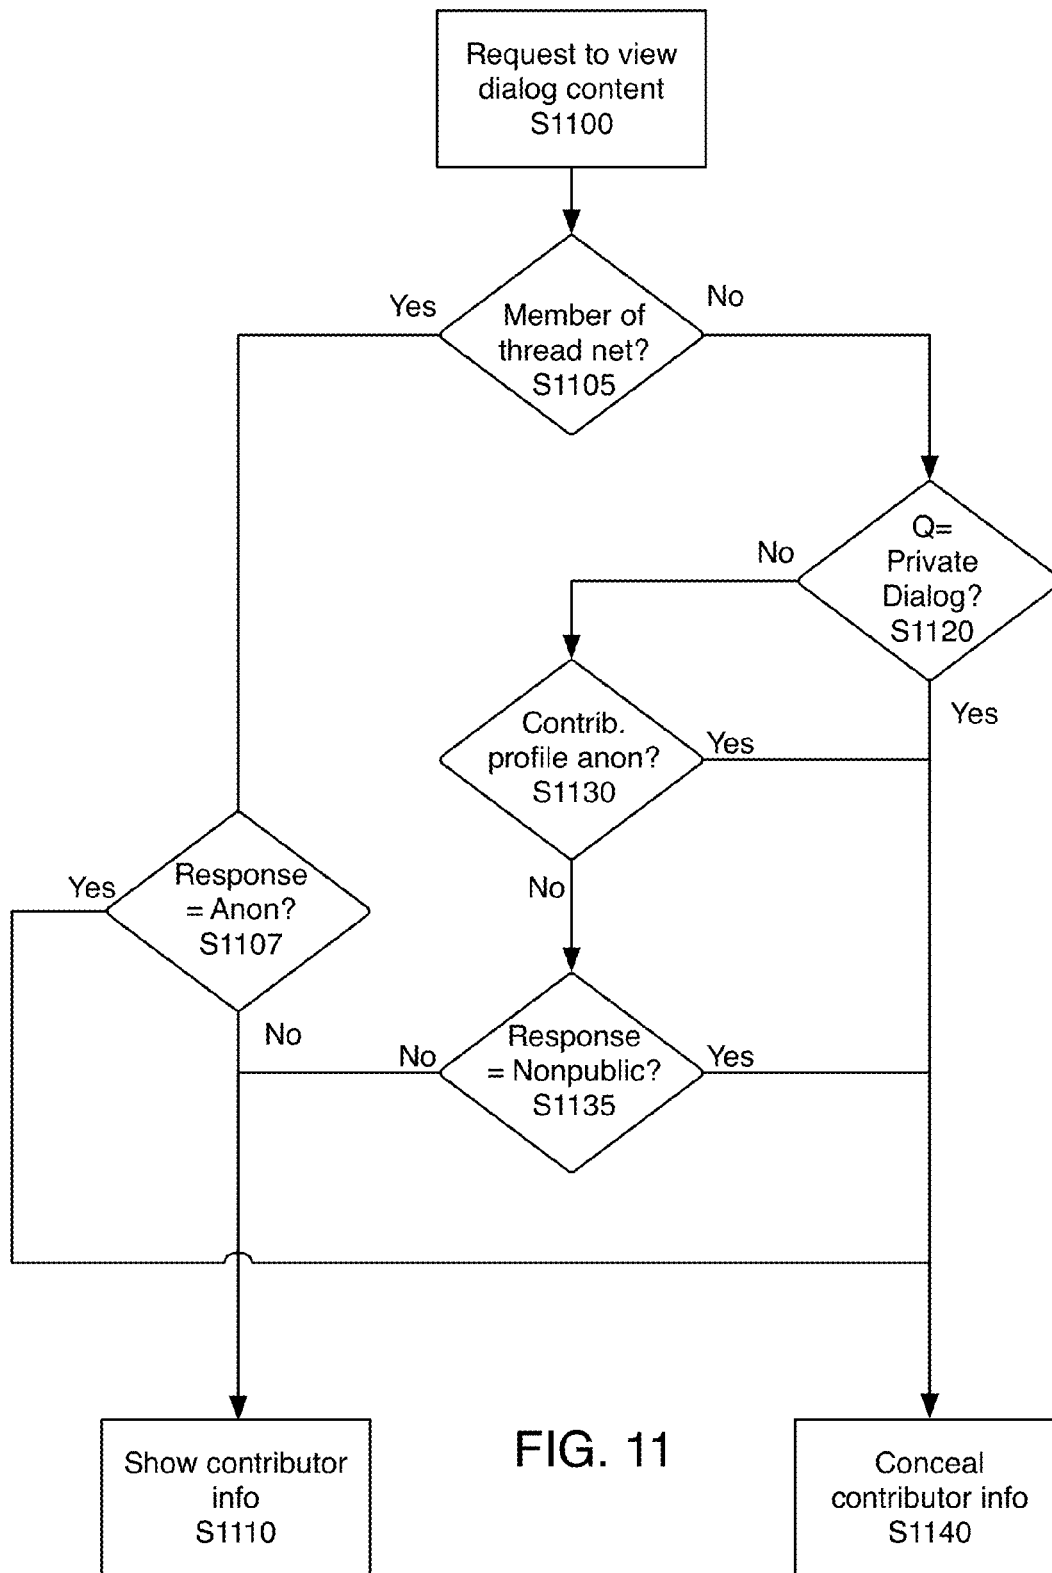 Request to view
dialog content
S1100
Yes
No
Member of
thread net?
S1105
Q=
Private
Dialog?
S1120
No
Yes
Contrib.
profile anon?
S1130
Yes
No
Response
= Anon?
S1107
Yes
No
Response
= Nonpublic?
S1135
No
Yes
Show contributor
info
S1110
FIG. 11
Conceal
contributor info
S1140